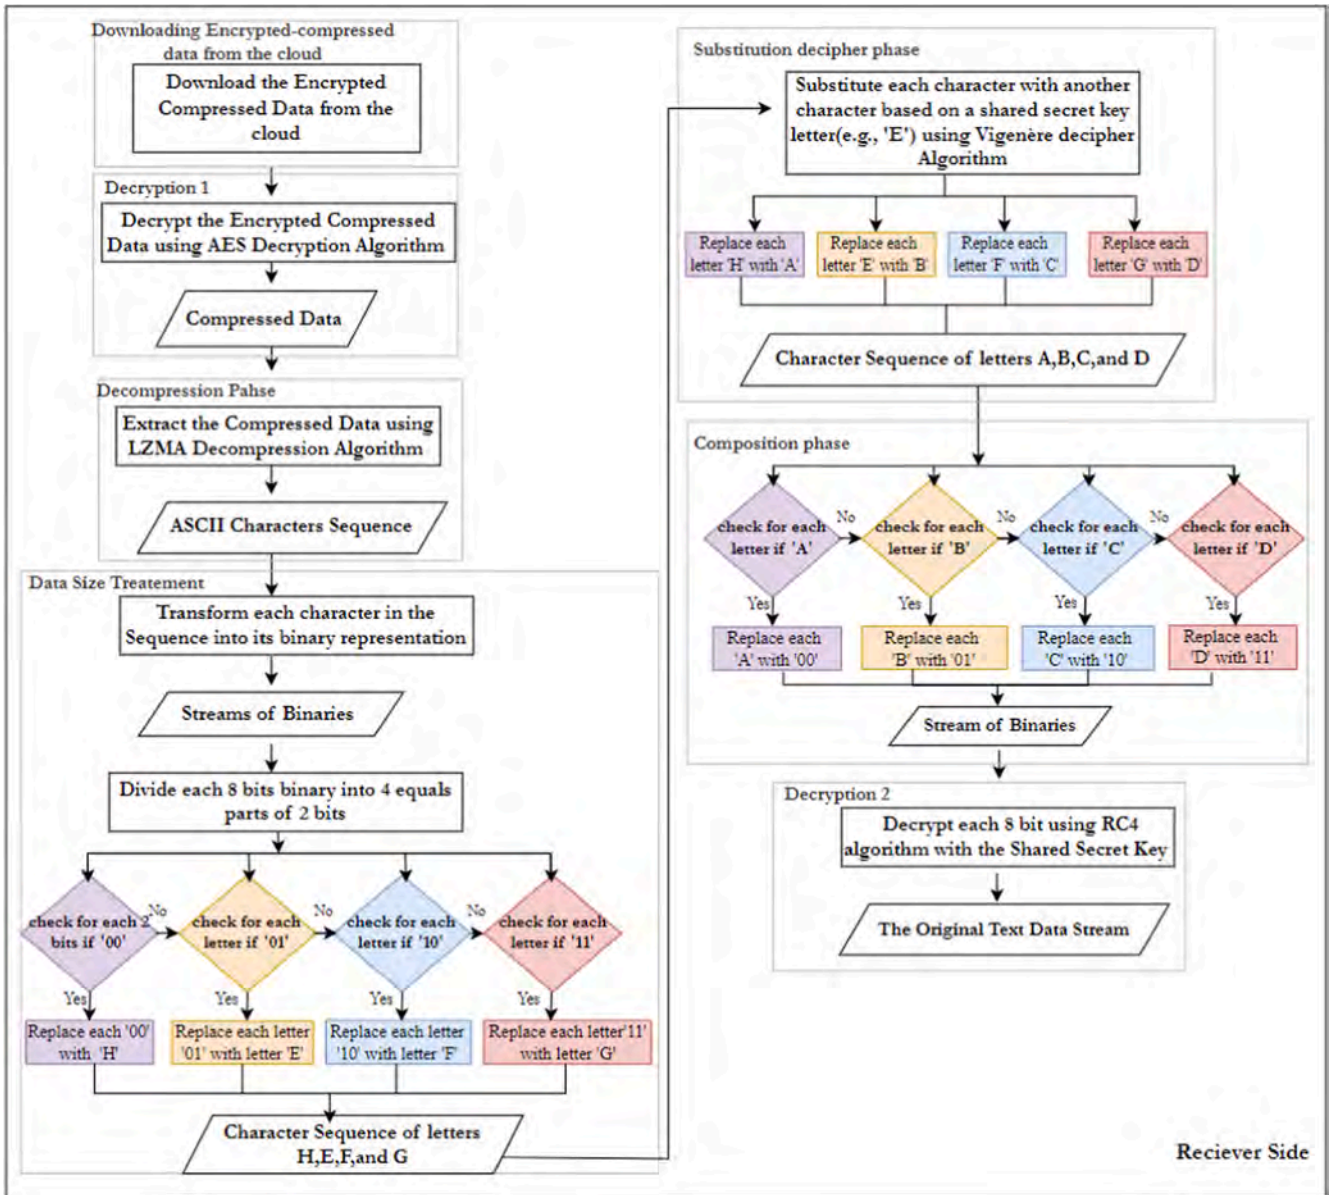 Downloading Encrypted-compressed
data from the cloud
Download the Encrypted
Compressed Data from the
cloud
Decryption 1
Decrypt the Encrypted Compressed
Data using AES Decryption Algorithm
Compressed Data
Decompression Pahse
Extract the Compressed Data using
LZMA Decompression Algorithm
ASCII Characters Sequence
Data Size Treatement
Transform each character in the
Sequence into its binary representation
Streams of Binaries
Divide each 8 bits binary into 4 equals
parts of 2 bits
check for each 2
bits if '00'
No
check for each
letter if '01'
No
check for each
letter if '10'
No
check for each
letter if '11'
Yes
Yes
Yes
Yes
Replace each '00'
with 'H'
Replace each letter
'01' with letter 'E'
Replace each letter
'10' with letter 'F'
Replace each letter'11'
with letter 'G'
Character Sequence of letters
H,E,F,and G
Substitution decipher phase
Substitute each character with another
character based on a shared secret key
letter(e.g., 'E') using Vigenère decipher
Algorithm
Replace each
letter 'H' with 'A'
Replace each
letter 'E' with 'B'
Replace each
letter 'F' with 'C'
Replace each
letter 'G' with 'D'
Character Sequence of letters A,B,C,and D
Composition phase
check for each
letter if 'A'
No
check for each
letter if 'B'
No
check for each
letter if 'C'
No
check for each
letter if 'D'
Yes
Yes
Yes
Yes
Replace each
'A' with '00'
Replace each
'B' with '01'
Replace each
'C' with '10'
Replace each
'D' with '11'
Stream of Binaries
Decryption 2
Decrypt each 8 bit using RC4
algorithm with the Shared Secret Key
The Original Text Data Stream
Reciever Side